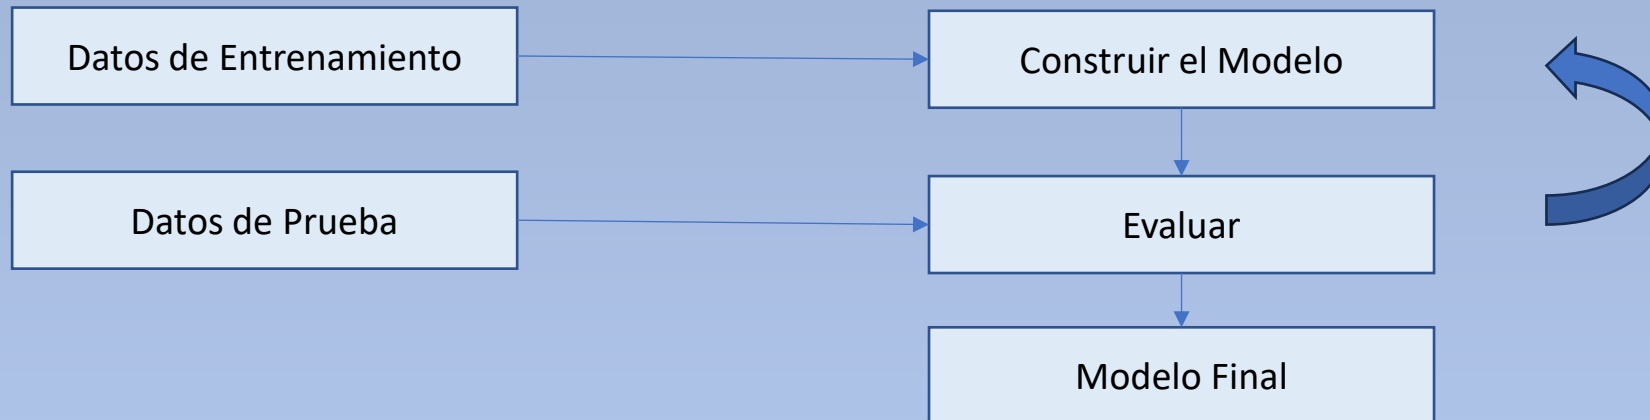 Datos de Entrenamiento
Construir el Modelo
Datos de Prueba
Evaluar
Modelo Final